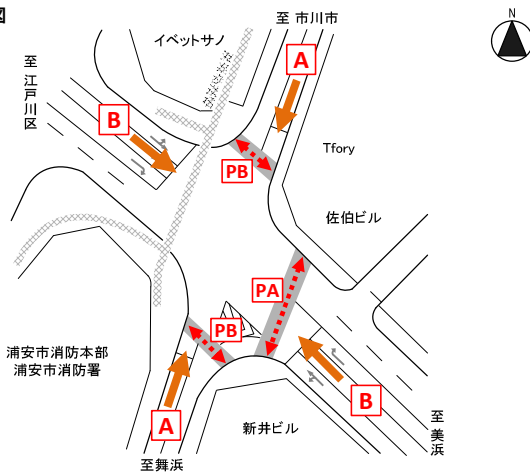 図
至 市川市
N
イベットサノ
至江戸川区
A
B
Tfory
PB
佐伯ビル
PA
PB
浦安市消防本部
浦安市消防署
B
A
新井ビル
至美浜
至舞浜